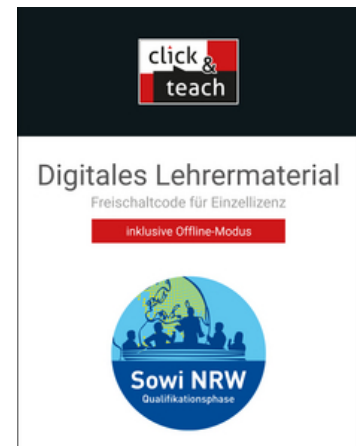 click &
teach
Digitales Lehrermaterial
Freischaltcode für Einzellizenz
inklusive Offline-Modus
Sowi NRW
Qualifikationsphase